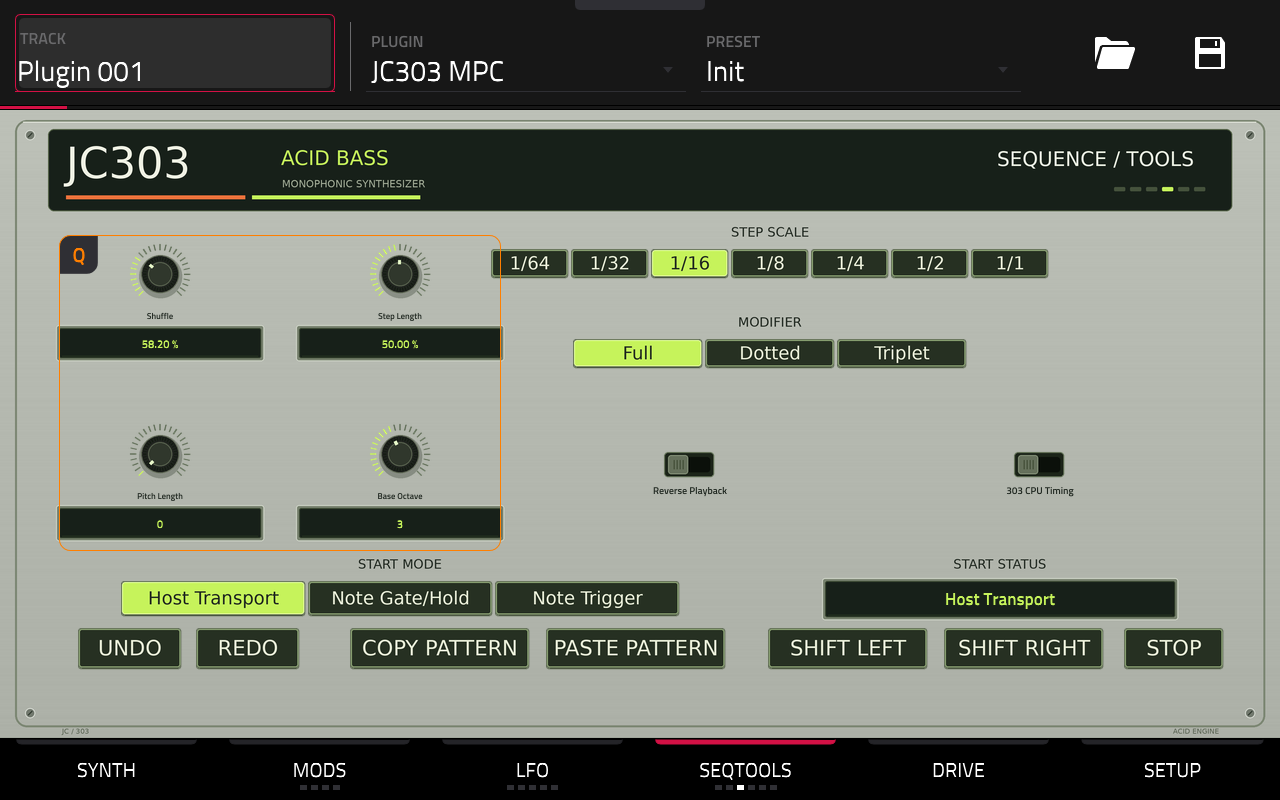 TRACK
Plugin 001
PLUGIN
JC303 MPC
PRESET
Init
JC303
ACID BASS
MONOPHONIC SYNTHESIZER
SEQUENCE / TOOLS
Q
Shuffle
58.20 %
Step Length
50.00 %
STEP SCALE
1/64 1/32 1/16 1/8 1/4 1/2 1/1
MODIFIER
Full Dotted Triplet
Pitch Length
0
Base Octave
3
Reverse Playback
303 CPU Timing
START MODE
Host Transport Note Gate/Hold Note Trigger
START STATUS
Host Transport
UNDO REDO COPY PATTERN PASTE PATTERN SHIFT LEFT SHIFT RIGHT STOP
JC / 303
ACID ENGINE
SYNTH MODS LFO SEQTOOLS DRIVE SETUP